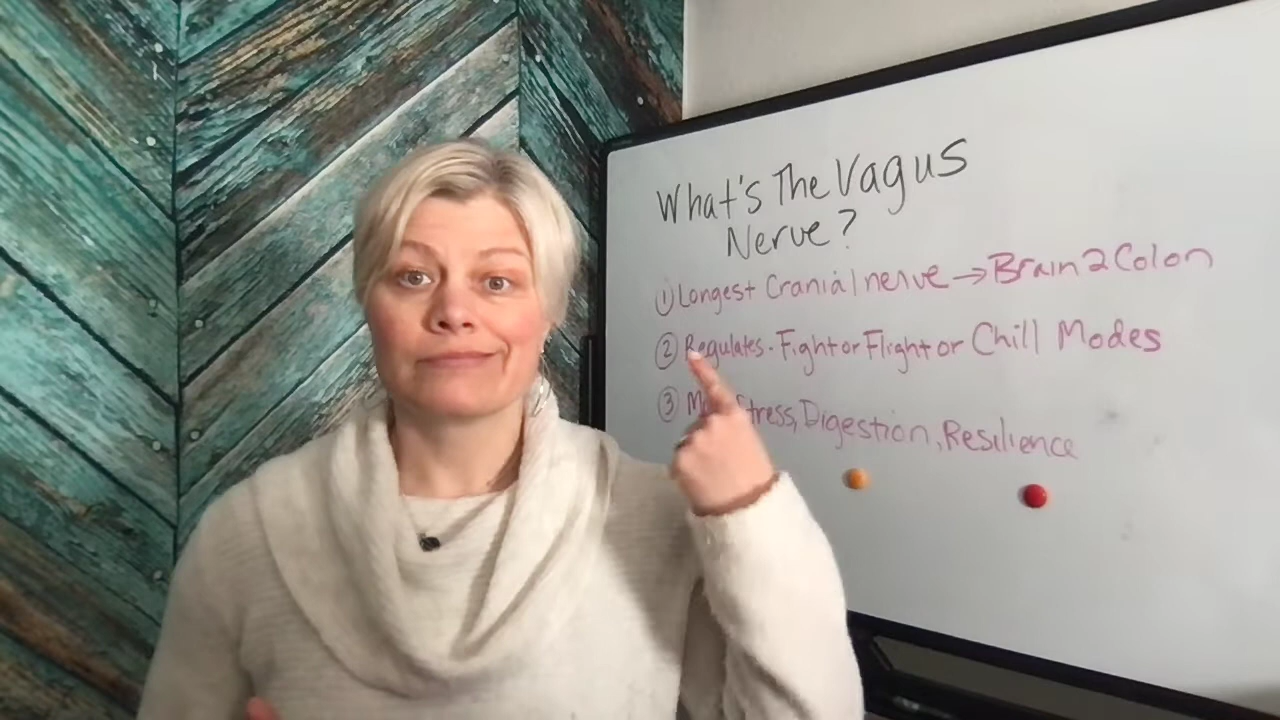 What's The Vagus
Nerve?
① Longest Cranial nerve → Brain 2 Colon
② Regulates - Fight or Flight or Chill Modes
③ Stress, Digestion, Resilience